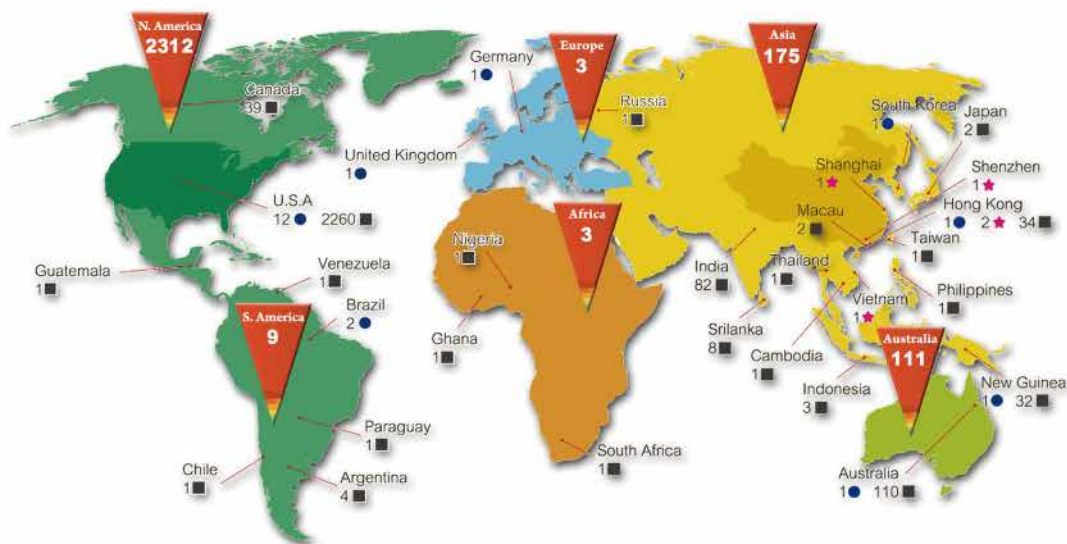 N. America
2312
Canada
39
U.S.A
12 2260
Guatemala
1
Venezuela
1
Brazil
2
S. America
9
Paraguay
1
Chile
1
Argentina
4
Germany
1
United Kingdom
1
Europe
3
Russia
1
Africa
3
Nigeria
1
Ghana
1
South Africa
1
Asia
175
South Korea
1
Japan
2
Shanghai
1
Shenzhen
1
Hong Kong
1 2 34
Macau
2
Taiwan
1
India
82
Thailand
1
Vietnam
1
Philippines
1
Srilanka
8
Cambodia
1
Indonesia
3
Australia
111
New Guinea
1 32
Australia
1 110